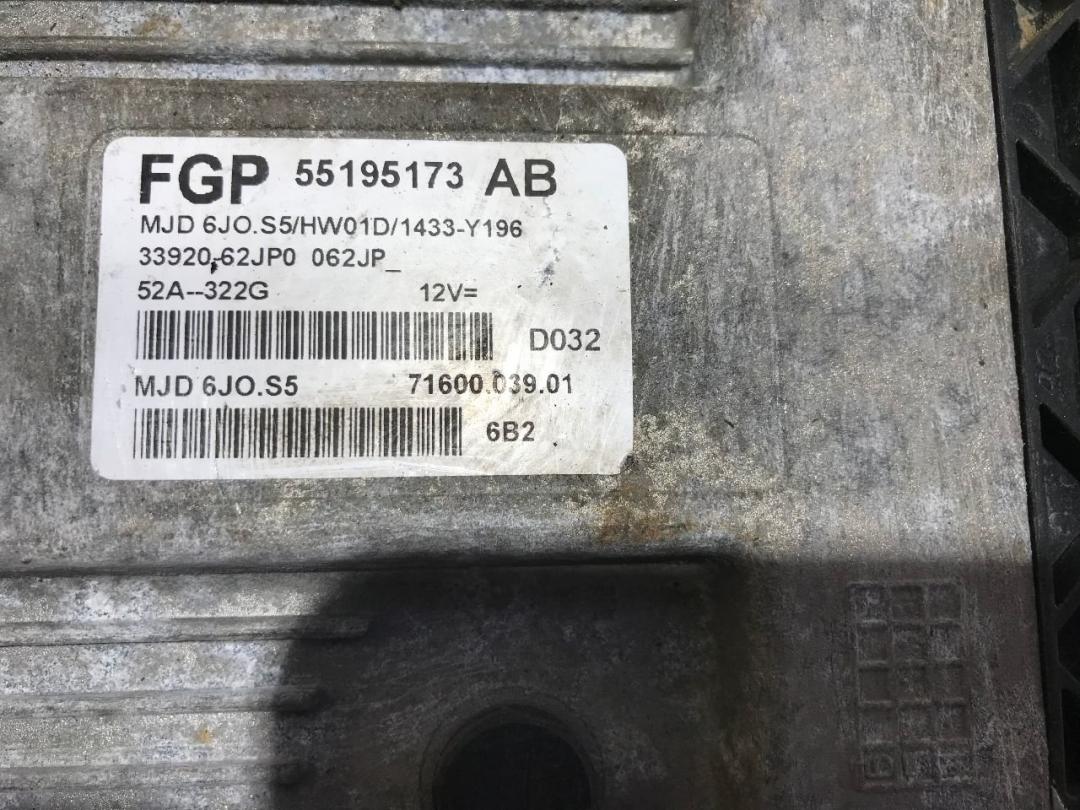 FGP 55195173 AB
MJD 6JO.S5/HW01D/1433-Y196
33920-62JP0 062JP_
52A--322G 12V=
D032
MJD 6JO.S5 71600.039.01
6B2